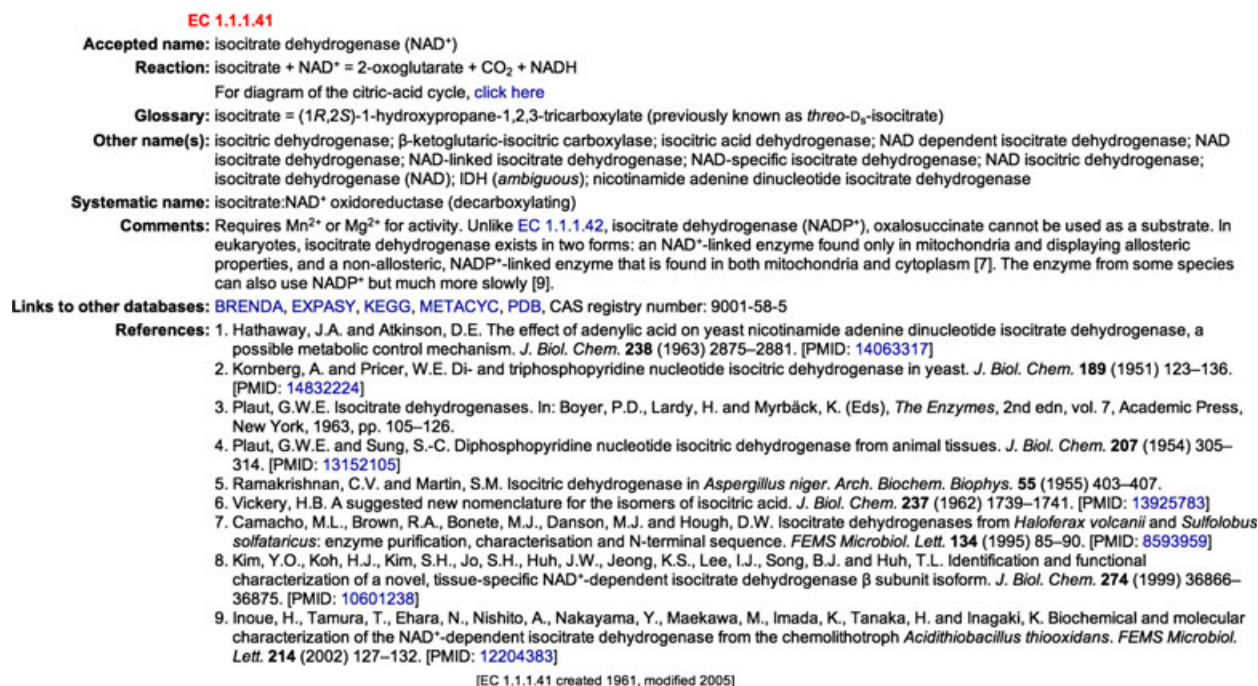 EC 1.1.1.41
Accepted name: isocitrate dehydrogenase (NAD⁺)
Reaction: isocitrate + NAD⁺ = 2-oxoglutarate + CO₂ + NADH
For diagram of the citric-acid cycle, click here
Glossary: isocitrate = (1R,2S)-1-hydroxypropane-1,2,3-tricarboxylate (previously known as threo-Dₛ-isocitrate)
Other name(s): isocitric dehydrogenase; β-ketoglutaric-isocitric carboxylase; isocitric acid dehydrogenase; NAD dependent isocitrate dehydrogenase; NAD
isocitrate dehydrogenase; NAD-linked isocitrate dehydrogenase; NAD-specific isocitrate dehydrogenase; NAD isocitric dehydrogenase;
isocitrate dehydrogenase (NAD); IDH (ambiguous); nicotinamide adenine dinucleotide isocitrate dehydrogenase
Systematic name: isocitrate:NAD⁺ oxidoreductase (decarboxylating)
Comments: Requires Mn²⁺ or Mg²⁺ for activity. Unlike EC 1.1.1.42, isocitrate dehydrogenase (NADP⁺), oxalosuccinate cannot be used as a substrate. In
eukaryotes, isocitrate dehydrogenase exists in two forms: an NAD⁺-linked enzyme found only in mitochondria and displaying allosteric
properties, and a non-allosteric, NADP⁺-linked enzyme that is found in both mitochondria and cytoplasm [7]. The enzyme from some species
can also use NADP⁺ but much more slowly [9].
Links to other databases: BRENDA, EXPASY, KEGG, METACYC, PDB, CAS registry number: 9001-58-5
References: 1. Hathaway, J.A. and Atkinson, D.E. The effect of adenylic acid on yeast nicotinamide adenine dinucleotide isocitrate dehydrogenase, a
possible metabolic control mechanism. J. Biol. Chem. 238 (1963) 2875–2881. [PMID: 14063317]
2. Kornberg, A. and Pricer, W.E. Di- and triphosphopyridine nucleotide isocitric dehydrogenase in yeast. J. Biol. Chem. 189 (1951) 123–136.
[PMID: 14832224]
3. Plaut, G.W.E. Isocitrate dehydrogenases. In: Boyer, P.D., Lardy, H. and Myrbäck, K. (Eds), The Enzymes, 2nd edn, vol. 7, Academic Press,
New York, 1963, pp. 105–126.
4. Plaut, G.W.E. and Sung, S.-C. Diphosphopyridine nucleotide isocitric dehydrogenase from animal tissues. J. Biol. Chem. 207 (1954) 305–
314. [PMID: 13152105]
5. Ramakrishnan, C.V. and Martin, S.M. Isocitric dehydrogenase in Aspergillus niger. Arch. Biochem. Biophys. 55 (1955) 403–407.
6. Vickery, H.B. A suggested new nomenclature for the isomers of isocitric acid. J. Biol. Chem. 237 (1962) 1739–1741. [PMID: 13925783]
7. Camacho, M.L., Brown, R.A., Bonete, M.J., Danson, M.J. and Hough, D.W. Isocitrate dehydrogenases from Haloferax volcanii and Sulfolobus
solfataricus: enzyme purification, characterisation and N-terminal sequence. FEMS Microbiol. Lett. 134 (1995) 85–90. [PMID: 8593959]
8. Kim, Y.O., Koh, H.J., Kim, S.H., Jo, S.H., Huh, J.W., Jeong, K.S., Lee, I.J., Song, B.J. and Huh, T.L. Identification and functional
characterization of a novel, tissue-specific NAD⁺-dependent isocitrate dehydrogenase β subunit isoform. J. Biol. Chem. 274 (1999) 36866–
36875. [PMID: 10601238]
9. Inoue, H., Tamura, T., Ehara, N., Nishito, A., Nakayama, Y., Maekawa, M., Imada, K., Tanaka, H. and Inagaki, K. Biochemical and molecular
characterization of the NAD⁺-dependent isocitrate dehydrogenase from the chemolithotroph Acidithiobacillus thiooxidans. FEMS Microbiol.
Lett. 214 (2002) 127–132. [PMID: 12204383]
[EC 1.1.1.41 created 1961, modified 2005]